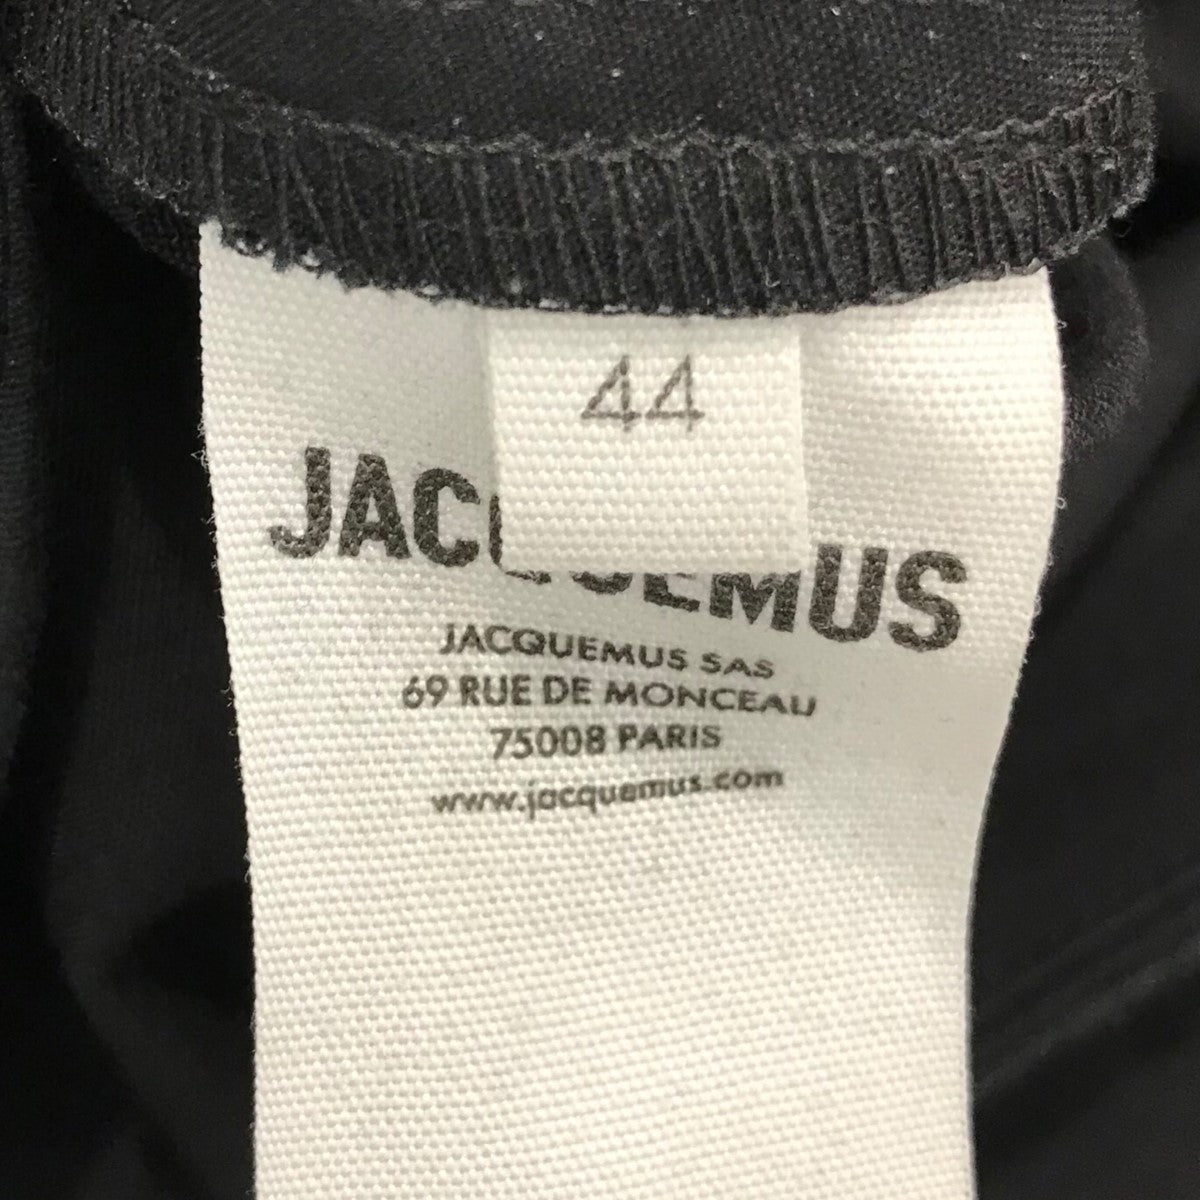 44
JACQUEMUS
JACQUEMUS SAS
69 RUE DE MONCEAU
75008 PARIS
www.jacquemus.com